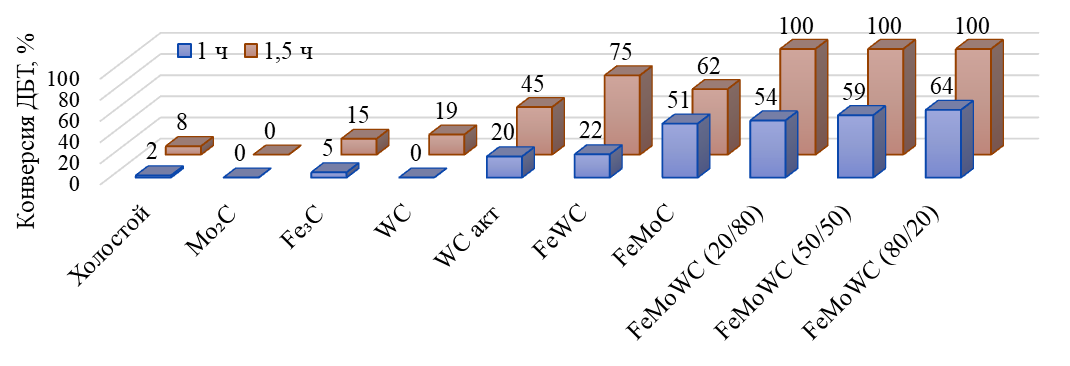 Конверсия ДБТ, %
1 ч 1,5 ч
100
80
60
40
20
0
2 0 5 0 20 22 51 54 59 64
8 0 15 19 45 75 62 100 100 100
Холостой
Mo₂C
Fe₃C
WC
WC акт
FeWC
FeMoC
FeMoWC (20/80)
FeMoWC (50/50)
FeMoWC (80/20)